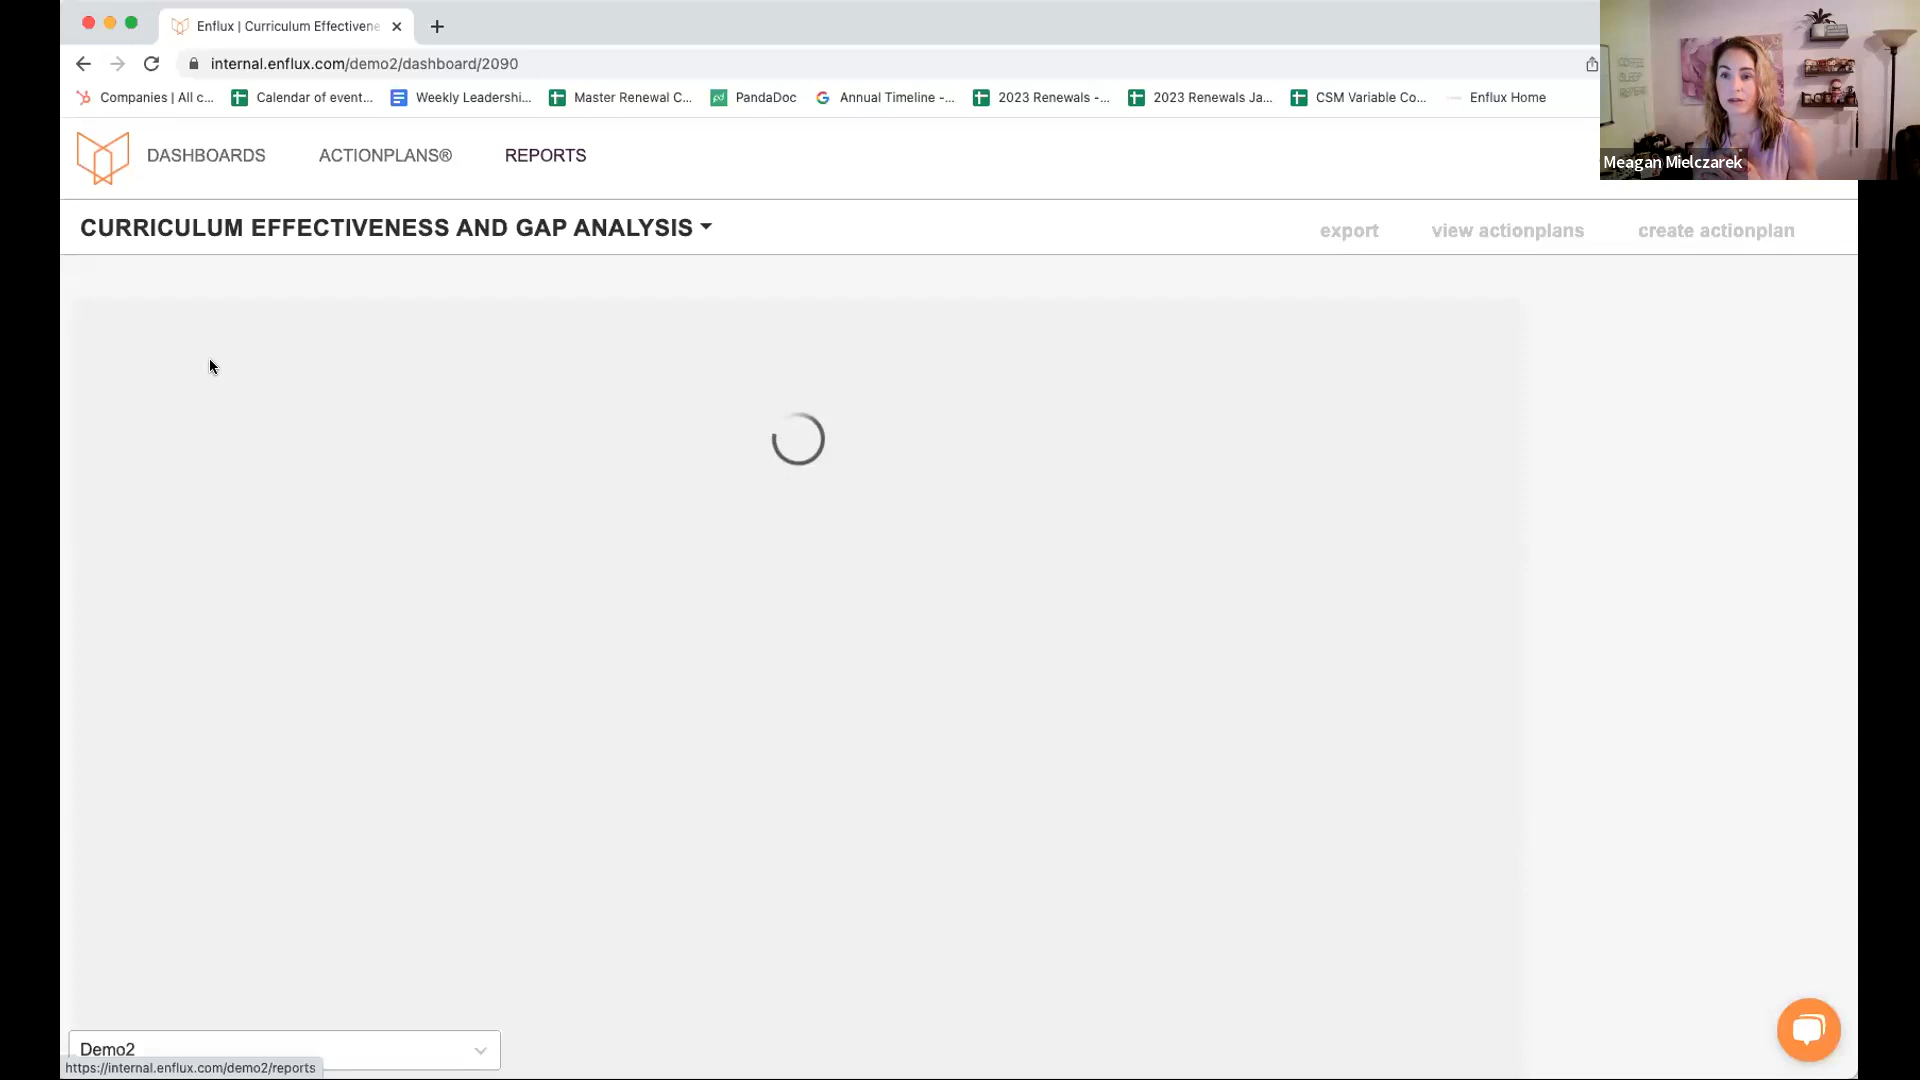 Enflux | Curriculum Effectivene
internal.enflux.com/demo2/dashboard/2090
Companies | All c...
Calendar of event...
Weekly Leadershi...
Master Renewal C...
PandaDoc
Annual Timeline -...
2023 Renewals -...
2023 Renewals Ja...
CSM Variable Co...
Enflux Home
Meagan Mielczarek
DASHBOARDS
ACTIONPLANS®
REPORTS
CURRICULUM EFFECTIVENESS AND GAP ANALYSIS
export
view actionplans
create actionplan
Demo2
https://internal.enflux.com/demo2/reports